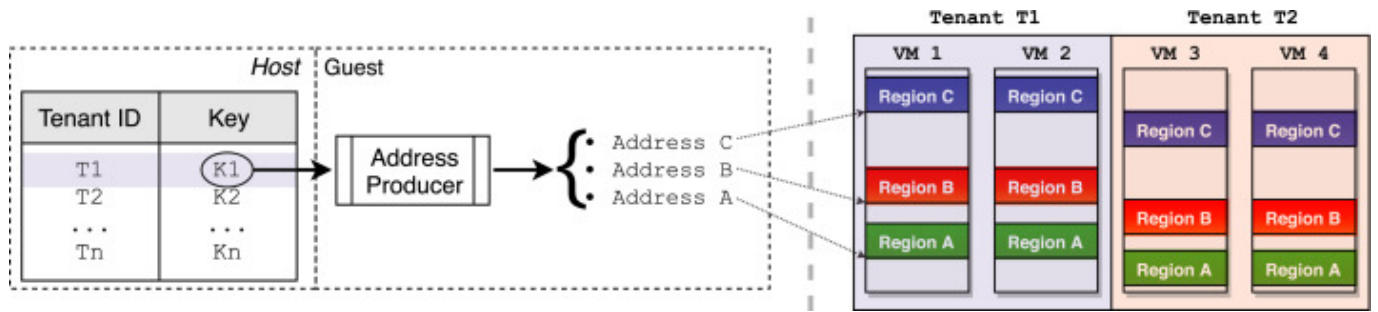 Host
Guest
Tenant ID Key
T1 K1
T2 K2
... ...
Tn Kn
Address
Producer
• Address C
• Address B
• Address A
Tenant T1 Tenant T2
VM 1 VM 2 VM 3 VM 4
Region C Region C Region C Region C
Region B Region B Region B Region B
Region A Region A Region A Region A